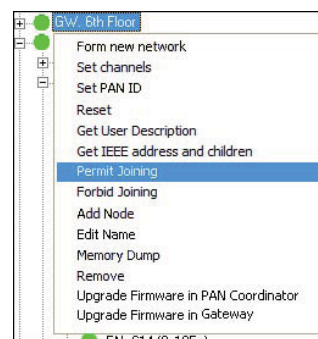 GW. 6th Floor
Form new network
Set channels
Set PAN ID
Reset
Get User Description
Get IEEE address and children
Permit Joining
Forbid Joining
Add Node
Edit Name
Memory Dump
Remove
Upgrade Firmware in PAN Coordinator
Upgrade Firmware in Gateway